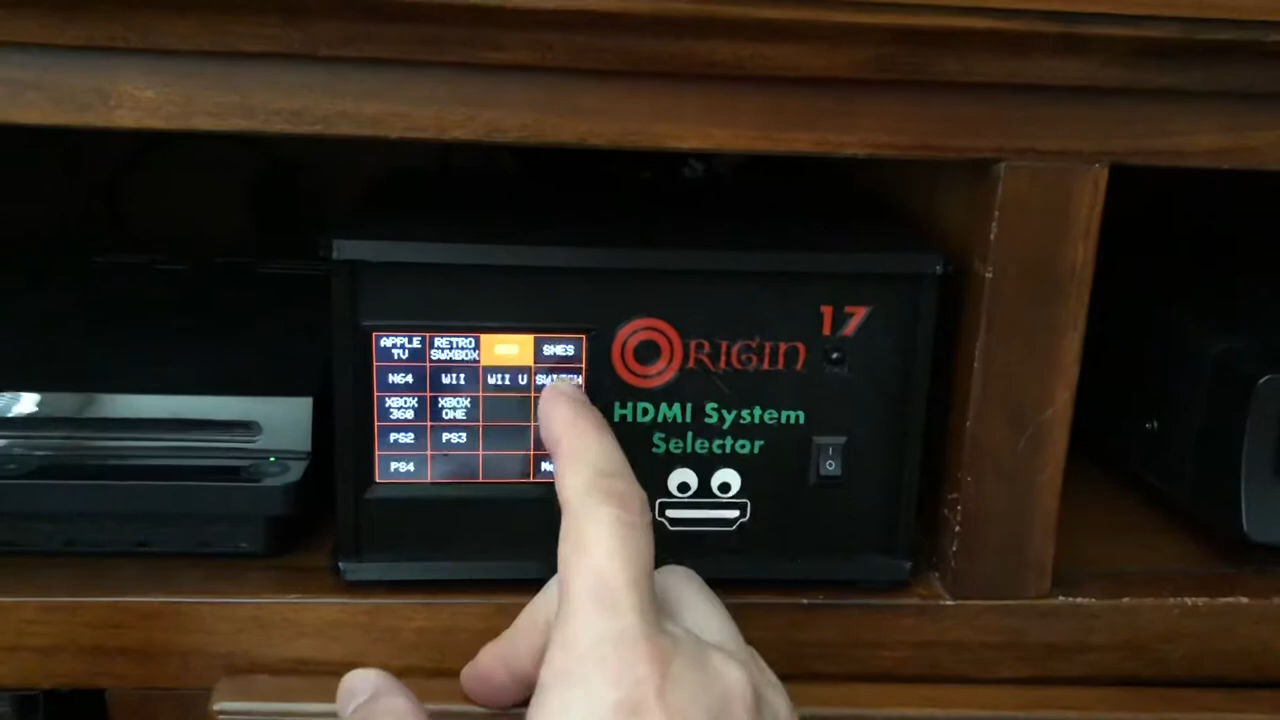 APPLE TV
RETRO SWXBOX
SNES
N64
WII
WII U
SWITCH
XBOX 360
XBOX ONE
PS2
PS3
PS4
17
ORIGIN
HDMI System
Selector